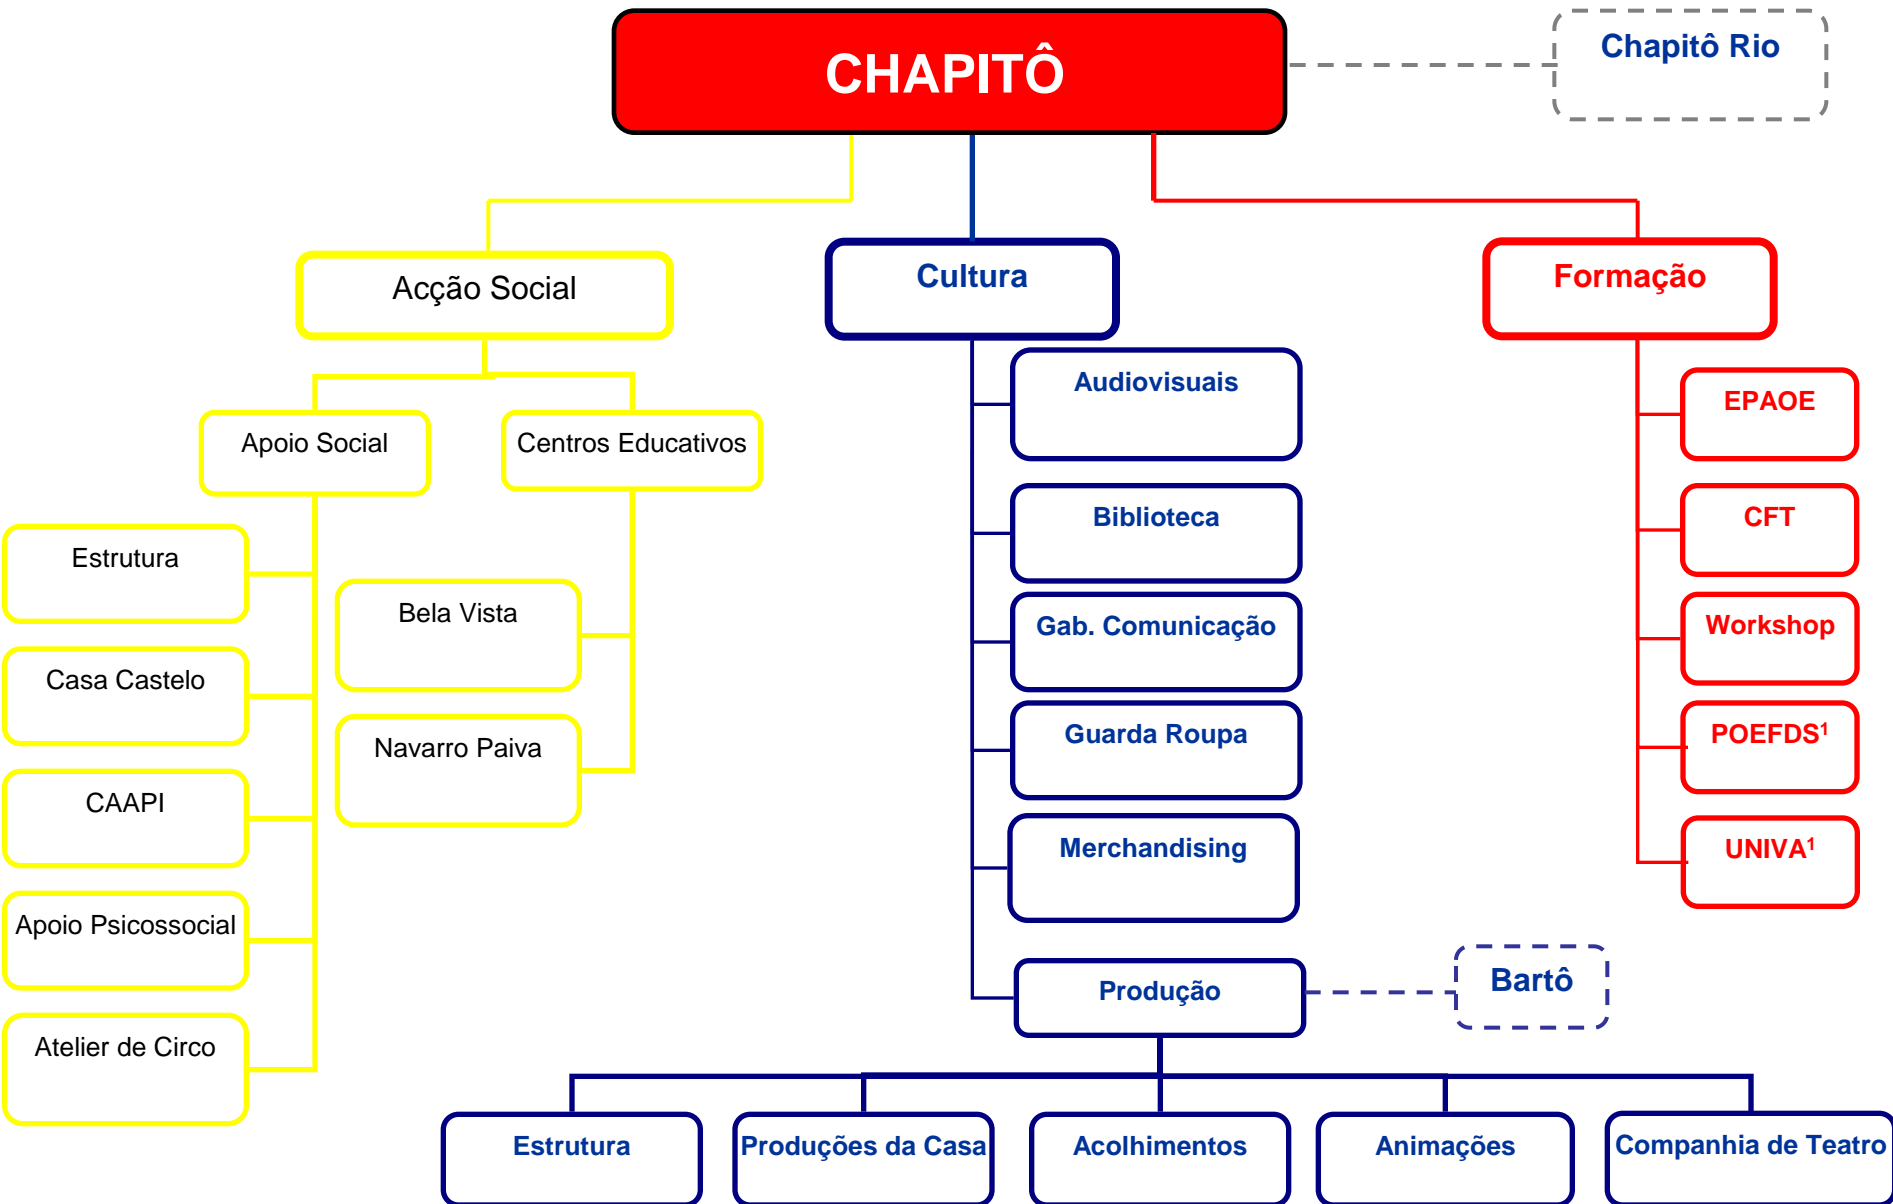 CHAPITÔ
Chapitô Rio
Acção Social
Cultura
Formação
Apoio Social
Centros Educativos
Estrutura
Casa Castelo
CAAPI
Apoio Psicossocial
Atelier de Circo
Bela Vista
Navarro Paiva
Audiovisuais
Biblioteca
Gab. Comunicação
Guarda Roupa
Merchandising
Produção
Bartô
Estrutura
Produções da Casa
Acolhimentos
Animações
Companhia de Teatro
EPAOE
CFT
Workshop
POEFDS¹
UNIVA¹